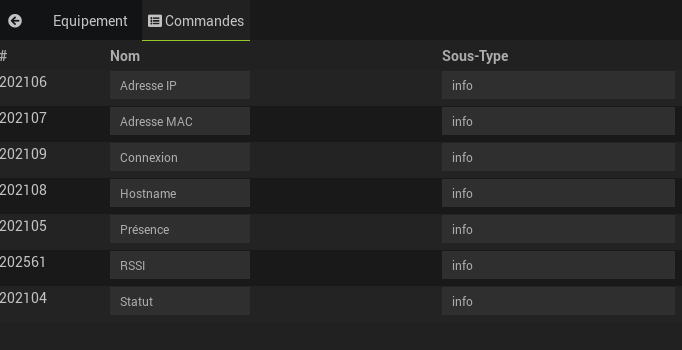 Equipement Commandes
# Nom Sous-Type
202106 Adresse IP info
202107 Adresse MAC info
202109 Connexion info
202108 Hostname info
202105 Présence info
202561 RSSI info
202104 Statut info